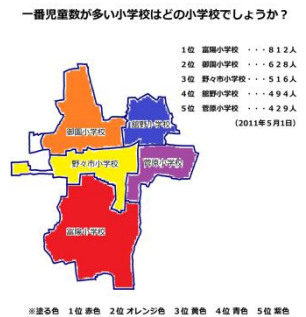 一番児童数が多い小学校はどの小学校でしょうか？
1位　富陽小学校　・・・８１２人
2位　御園小学校　・・・６２８人
3位　野々市小学校・・・５１６人
4位　舘野小学校　・・・４９４人
5位　菅原小学校　・・・４２９人
（2011年５月1日）
御園小学校
舘野小学校
野々市小学校
菅原小学校
富陽小学校
※塗る色　1位 赤色　2位 オレンジ色　3位 黄色　4位 青色　5位 紫色